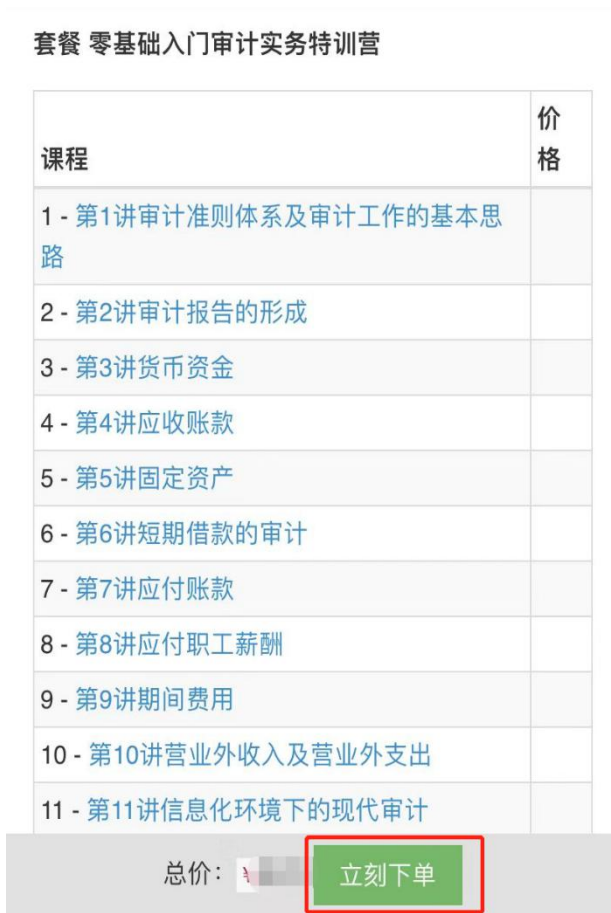 套餐 零基础入门审计实务特训营
课程
价
格
1 - 第1讲审计准则体系及审计工作的基本思
路
2 - 第2讲审计报告的形成
3 - 第3讲货币资金
4 - 第4讲应收账款
5 - 第5讲固定资产
6 - 第6讲短期借款的审计
7 - 第7讲应付账款
8 - 第8讲应付职工薪酬
9 - 第9讲期间费用
10 - 第10讲营业外收入及营业外支出
11 - 第11讲信息化环境下的现代审计
总价： 立刻下单